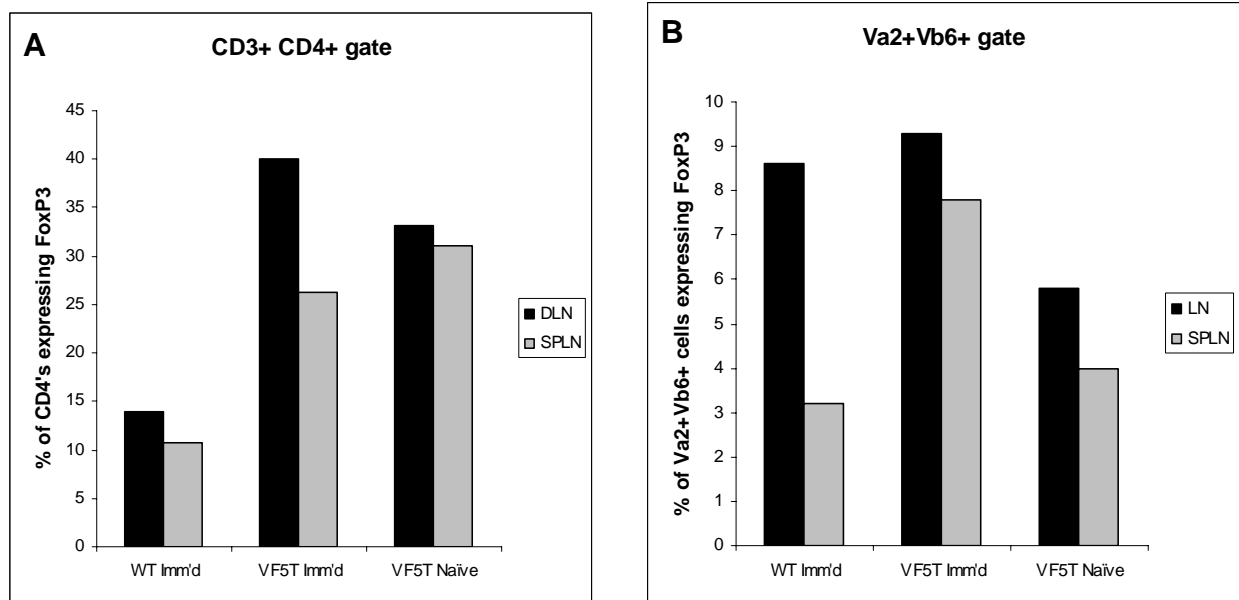 A
CD3+ CD4+ gate
% of CD4's expressing FoxP3
45
40
35
30
25
20
15
10
5
0
WT Imm'd
VF5T Imm'd
VF5T Naïve
DLN
SPLN
B
Va2+Vb6+ gate
% of Va2+Vb6+ cells expressing FoxP3
10
9
8
7
6
5
4
3
2
1
0
WT Imm'd
VF5T Imm'd
VF5T Naïve
LN
SPLN